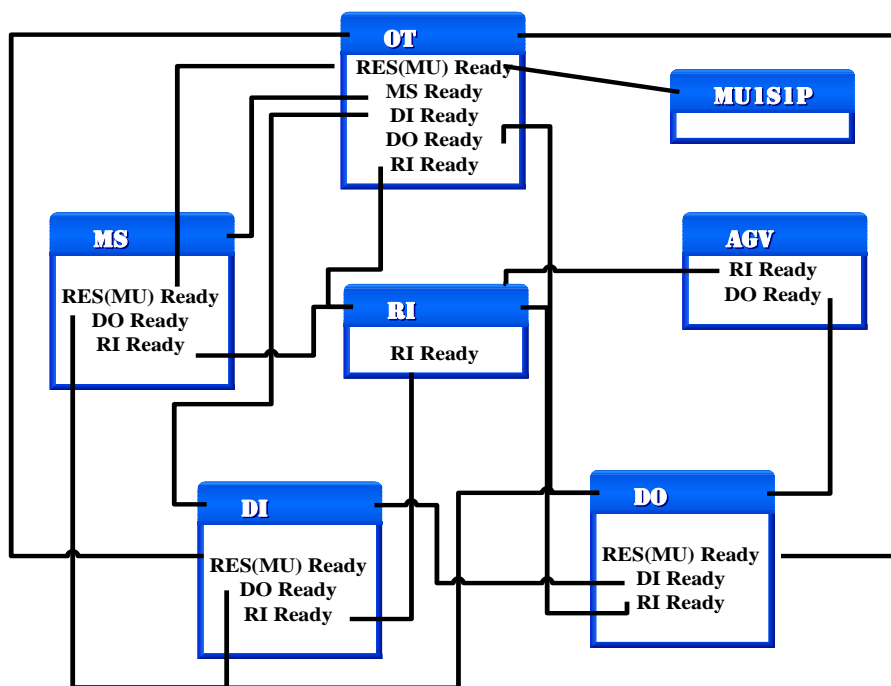 OT
RES(MU) Ready
MS Ready
DI Ready
DO Ready
RI Ready
MU1S1P
MS
RES(MU) Ready
DO Ready
RI Ready
AGV
RI Ready
DO Ready
RI
RI Ready
DI
RES(MU) Ready
DO Ready
RI Ready
DO
RES(MU) Ready
DI Ready
RI Ready